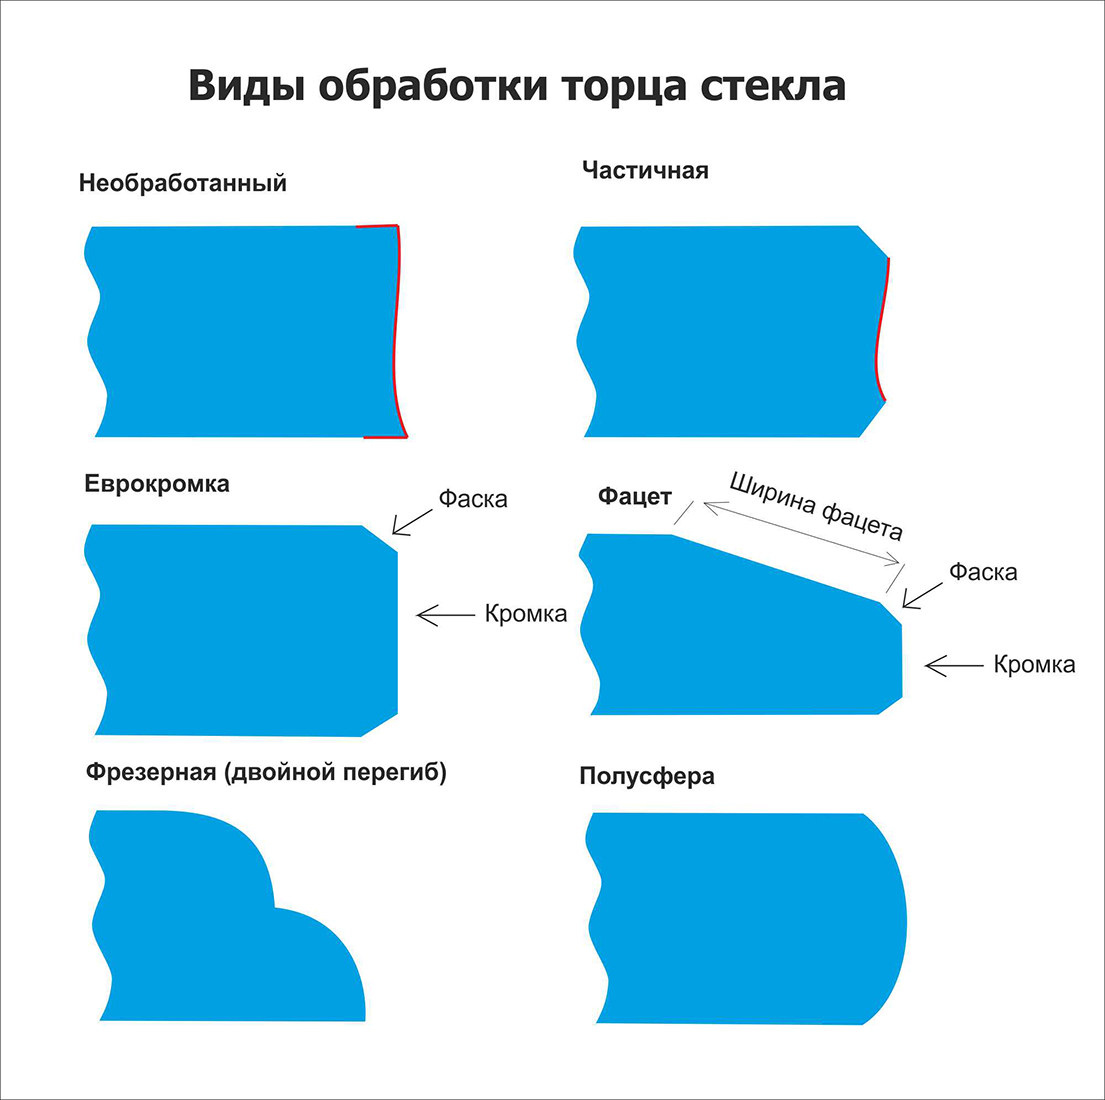 Виды обработки торца стекла
Необработанный
Частичная
Еврокромка
Фаска
Кромка
Фацет
Ширина фацета
Фаска
Кромка
Фрезерная (двойной перегиб)
Полусфера